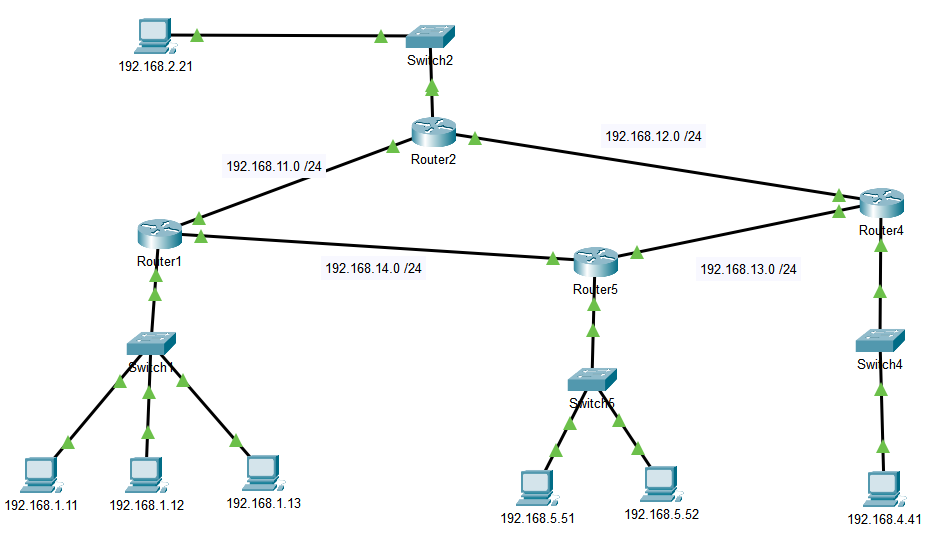 192.168.2.21
Switch2
Router2
192.168.12.0 /24
192.168.11.0 /24
Router4
Router1
192.168.14.0 /24
192.168.13.0 /24
Router5
Switch1
Switch4
Switch5
192.168.1.11
192.168.1.12
192.168.1.13
192.168.5.51
192.168.5.52
192.168.4.41